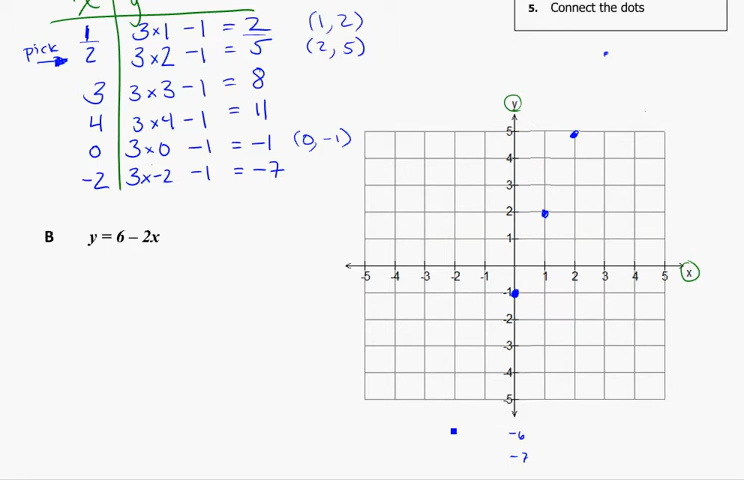 x y
5. Connect the dots
1 3×1 -1 = 2 (1, 2)
pick 2 3×2 -1 = 5 (2, 5)
3 3×3 -1 = 8
4 3×4 -1 = 11
0 3×0 -1 = -1 (0, -1)
-2 3×-2 -1 = -7
B y = 6 – 2x
y
5
4
3
2
1
-5 -4 -3 -2 -1 1 2 3 4 5 x
-1
-2
-3
-4
-5
-6
-7